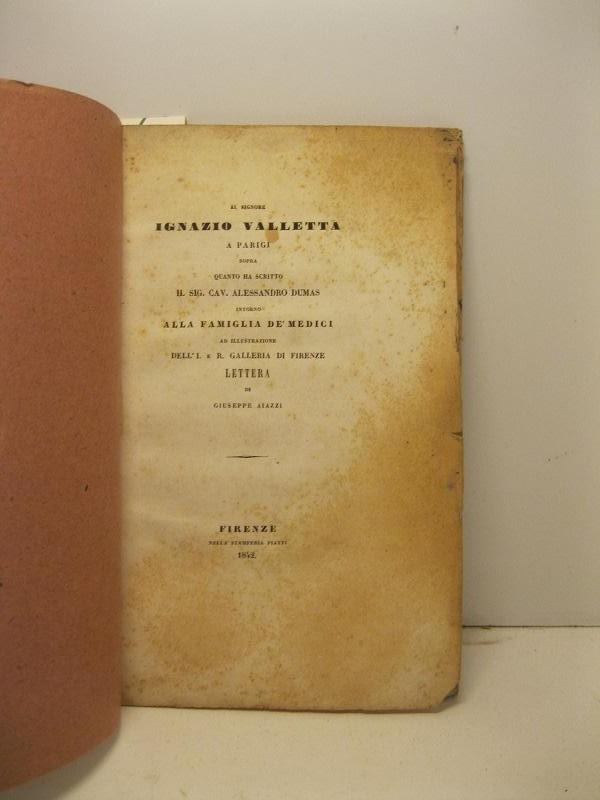 AL SIGNORE
IGNAZIO VALLETTA
A PARIGI
SOPRA
QUANTO HA SCRITTO
IL SIG. CAV. ALESSANDRO DUMAS
INTORNO
ALLA FAMIGLIA DE' MEDICI
AD ILLUSTRAZIONE
DELL' I. E R. GALLERIA DI FIRENZE
LETTERA
DI
GIUSEPPE AIAZZI
FIRENZE
NELLA STAMPERIA PIATTI
1842.